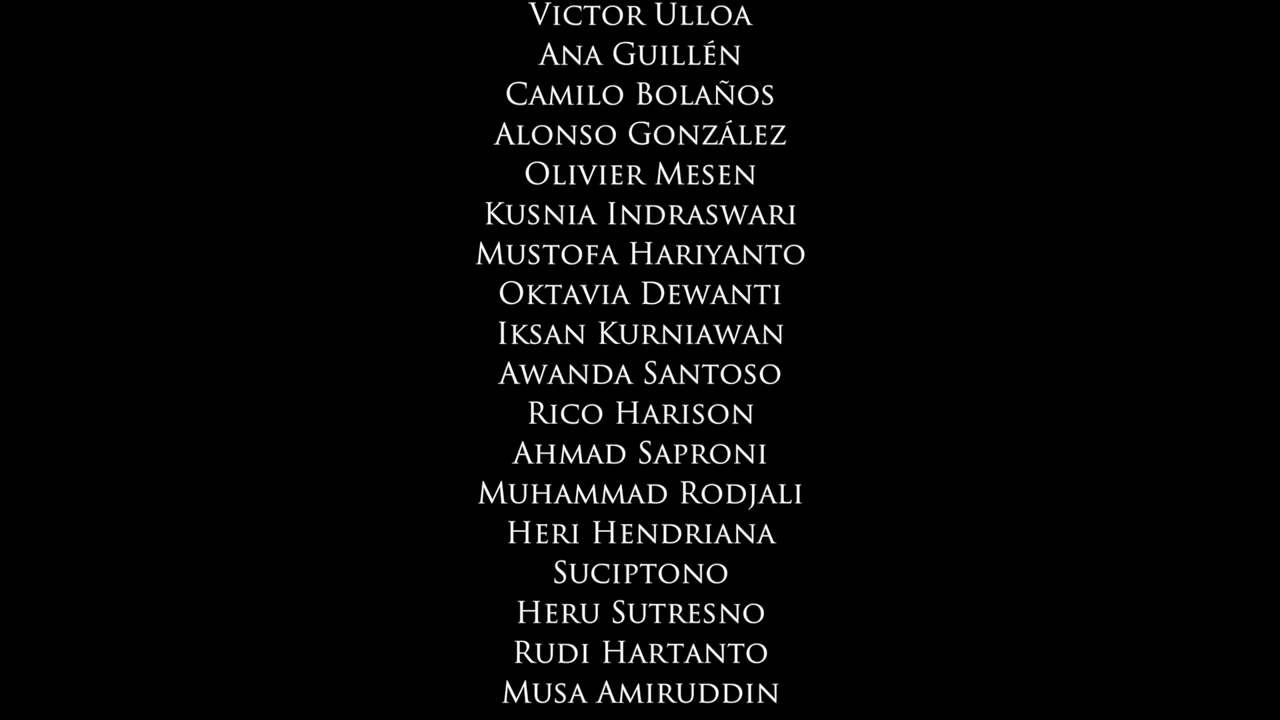 Victor Ulloa
Ana Guillén
Camilo Bolaños
Alonso González
Olivier Mesen
Kusnia Indraswari
Mustofa Hariyanto
Oktavia Dewanti
Iksan Kurniawan
Awanda Santoso
Rico Harison
Ahmad Saproni
Muhammad Rodjali
Heri Hendriana
Suciptono
Heru Sutresno
Rudi Hartanto
Musa Amiruddin